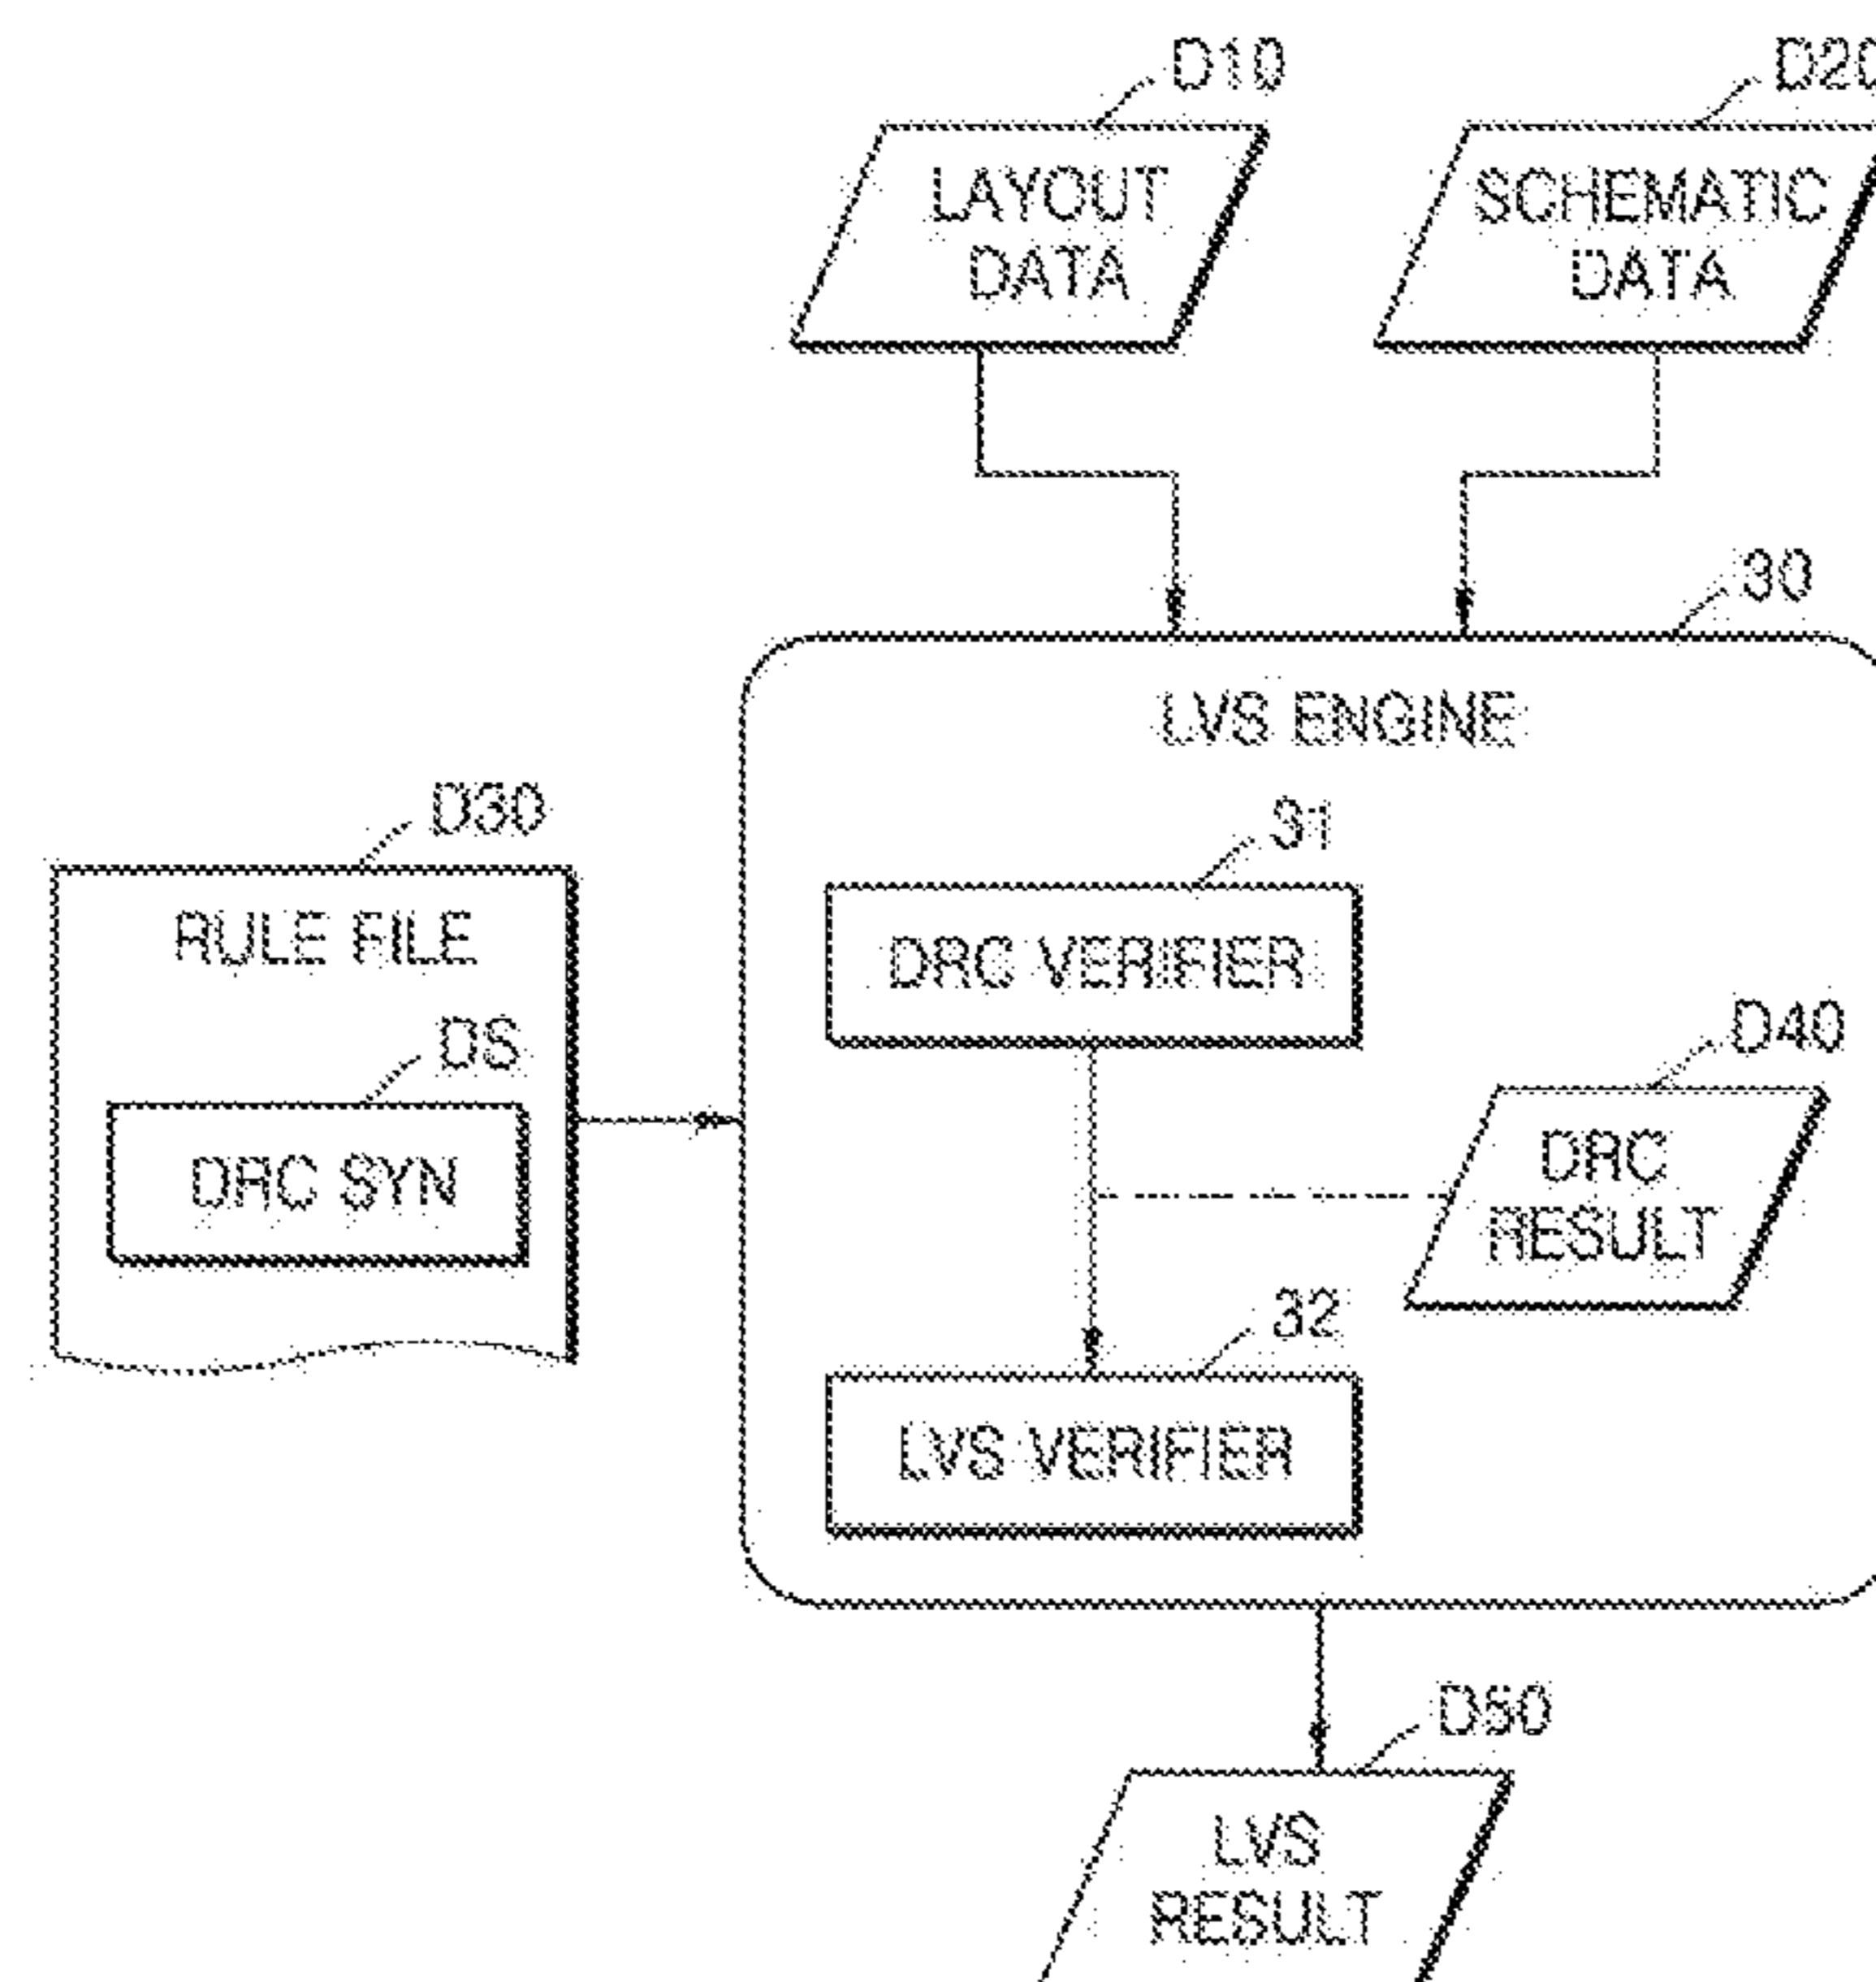 D10
D20
LAYOUT
DATA
SCHEMATIC
DATA
30
LVS ENGINE
D30
31
RULE FILE
DRC VERIFIER
DS
D40
DRC SYN
DRC
RESULT
32
LVS VERIFIER
D50
LVS
RESULT